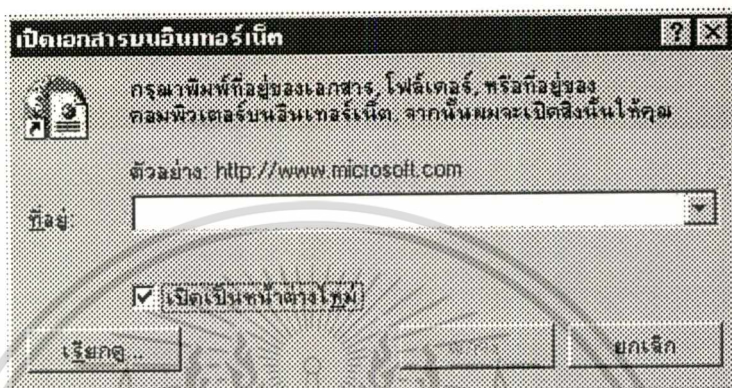 เปิดเอกสารบนอินเทอร์เน็ต
กรุณาพิมพ์ที่อยู่ของเอกสาร, โฟล์เดอร์, หรือที่อยู่ของ
คอมพิวเตอร์บนอินเทอร์เน็ต, จากนั้นผมจะเปิดสิ่งนั้นให้คุณ
ตัวอย่าง: http://www.microsoft.com
ที่อยู่:
เปิดเป็นหน้าต่างใหม่
เรียกดู...
ยกเลิก